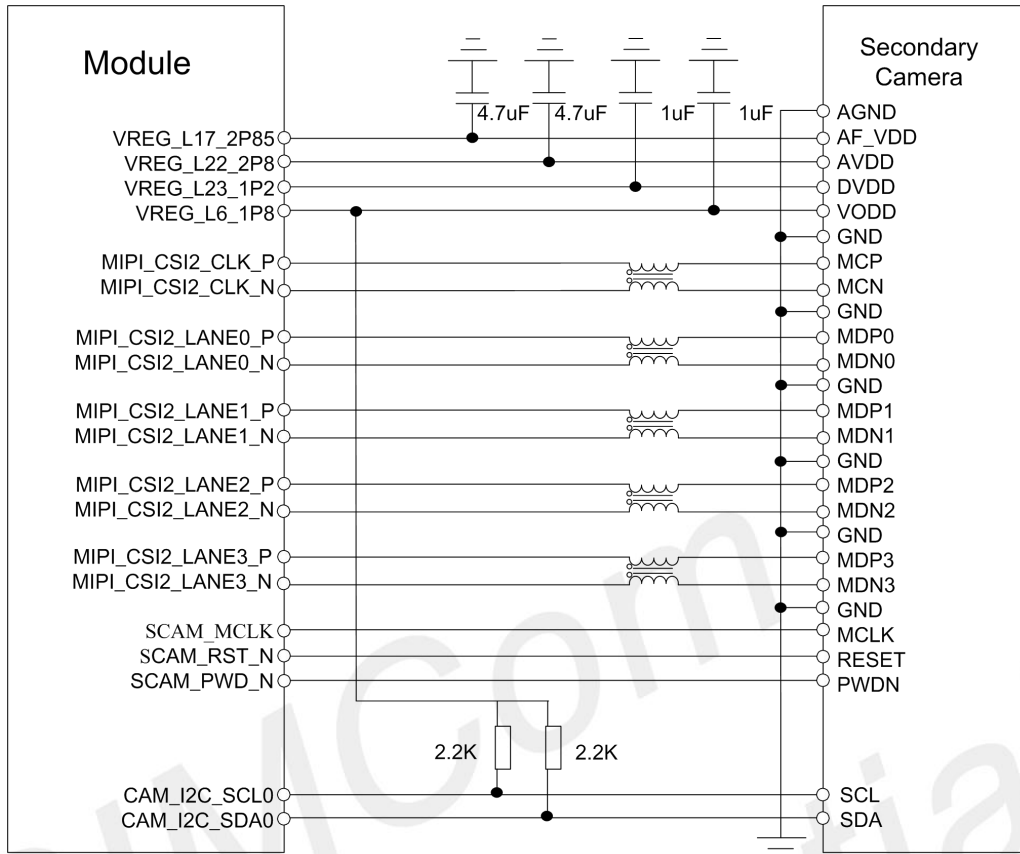 Module
Secondary
Camera
4.7uF
4.7uF
1uF
1uF
VREG_L17_2P85
VREG_L22_2P8
VREG_L23_1P2
VREG_L6_1P8
MIPI_CSI2_CLK_P
MIPI_CSI2_CLK_N
MIPI_CSI2_LANE0_P
MIPI_CSI2_LANE0_N
MIPI_CSI2_LANE1_P
MIPI_CSI2_LANE1_N
MIPI_CSI2_LANE2_P
MIPI_CSI2_LANE2_N
MIPI_CSI2_LANE3_P
MIPI_CSI2_LANE3_N
SCAM_MCLK
SCAM_RST_N
SCAM_PWD_N
CAM_I2C_SCL0
CAM_I2C_SDA0
2.2K
2.2K
AGND
AF_VDD
AVDD
DVDD
VODD
GND
MCP
MCN
GND
MDP0
MDN0
GND
MDP1
MDN1
GND
MDP2
MDN2
GND
MDP3
MDN3
GND
MCLK
RESET
PWDN
SCL
SDA